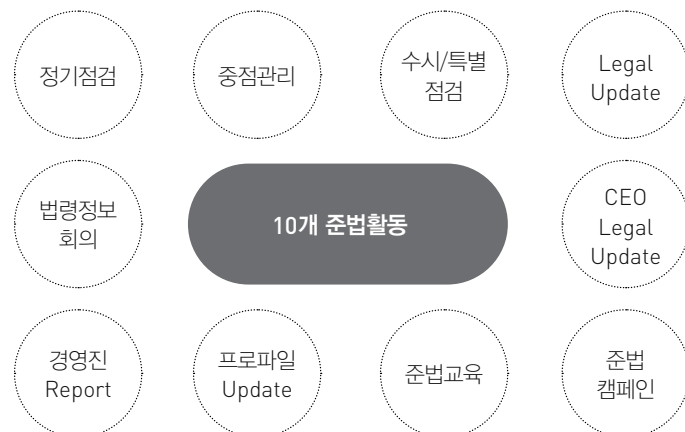 정기점검
중점관리
수시/특별
점검
Legal
Update
법령정보
회의
10개 준법활동
CEO
Legal
Update
경영진
Report
프로파일
Update
준법교육
준법
캠페인